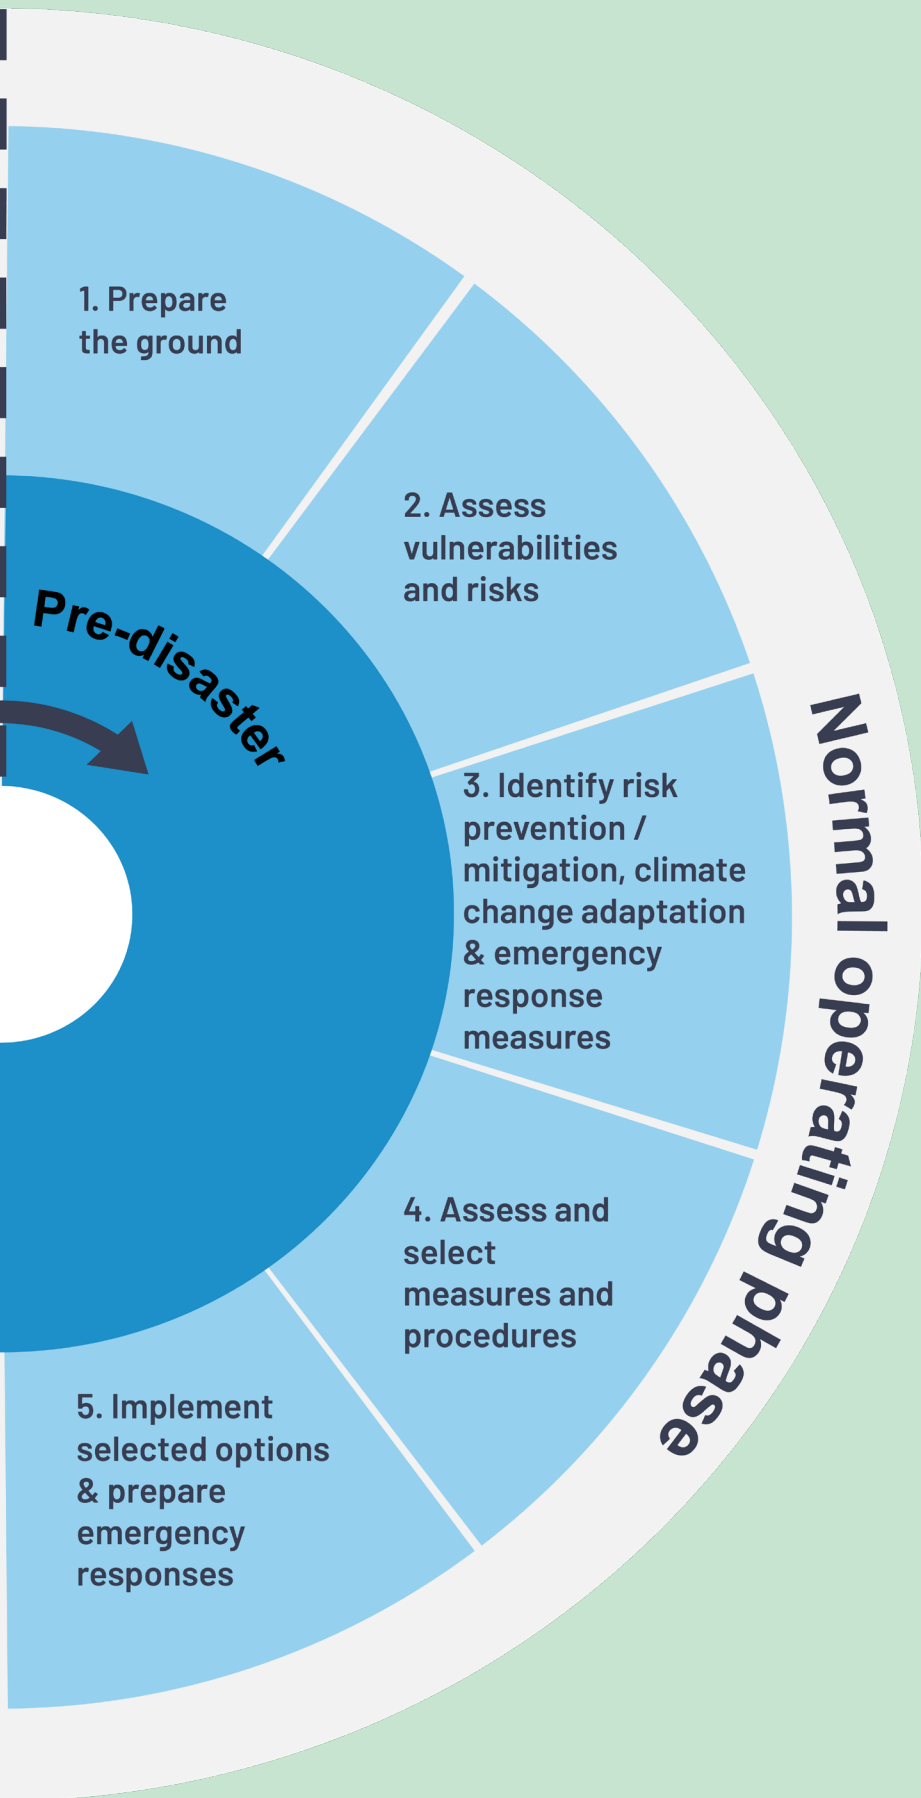 1. Prepare
the ground
2. Assess
vulnerabilities
and risks
Pre-disaster
3. Identify risk
prevention /
mitigation, climate
change adaptation
& emergency
response
measures
Normal operating phase
4. Assess and
select
measures and
procedures
5. Implement
selected options
& prepare
emergency
responses